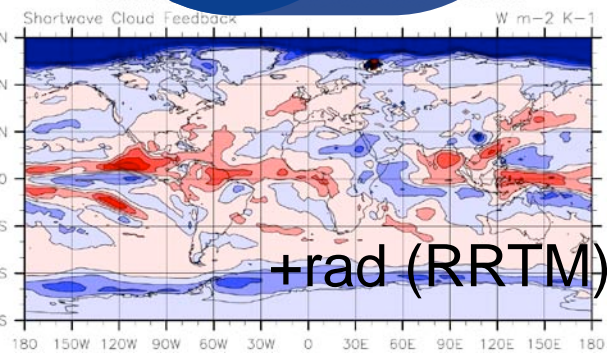 Shortwave Cloud Feedback W m-2 K-1
N
N
N
0
S
S
S
+rad (RRTM)
180 150W 120W 90W 60W 30W 0 30E 60E 90E 120E 150E 180